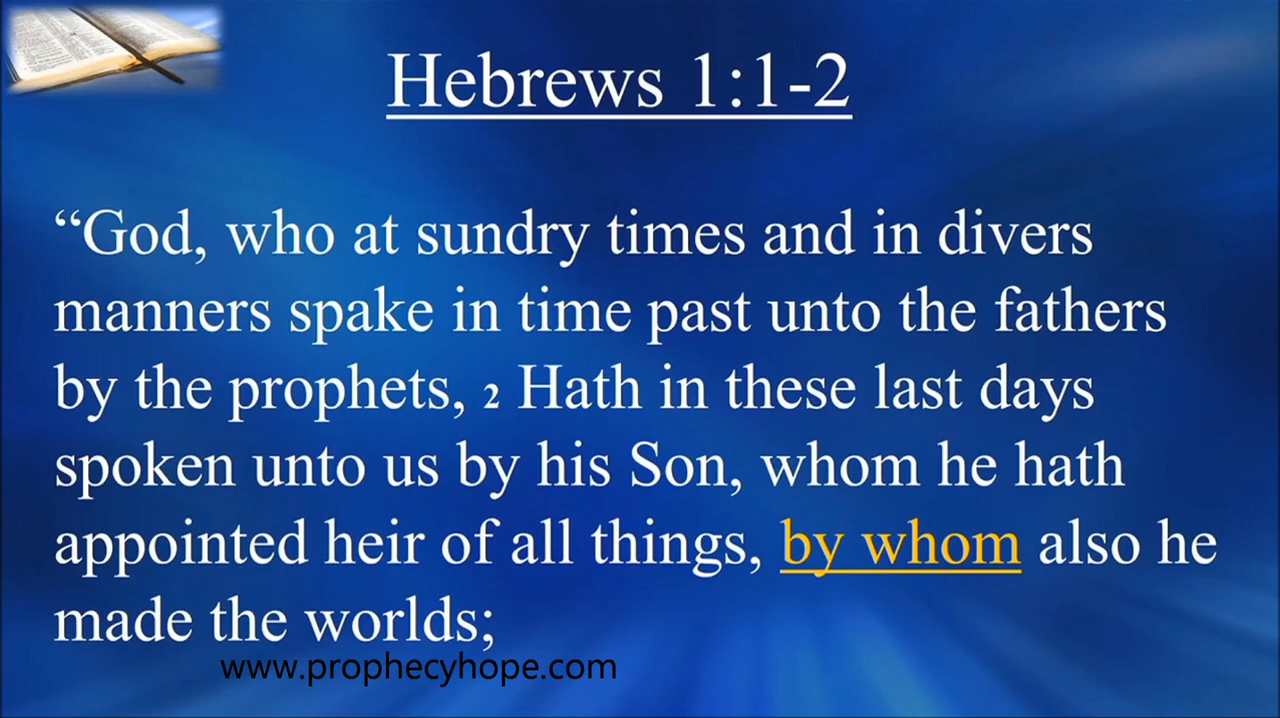 Hebrews 1:1-2
“God, who at sundry times and in divers
manners spake in time past unto the fathers
by the prophets, 2 Hath in these last days
spoken unto us by his Son, whom he hath
appointed heir of all things, by whom also he
made the worlds;
www.prophecyhope.com